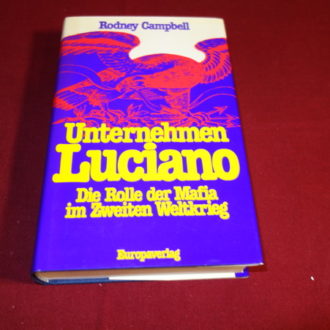 Rodney Campbell
Unternehmen
Luciano
Die Rolle der Mafia
im Zweiten Weltkrieg
Europaverlag